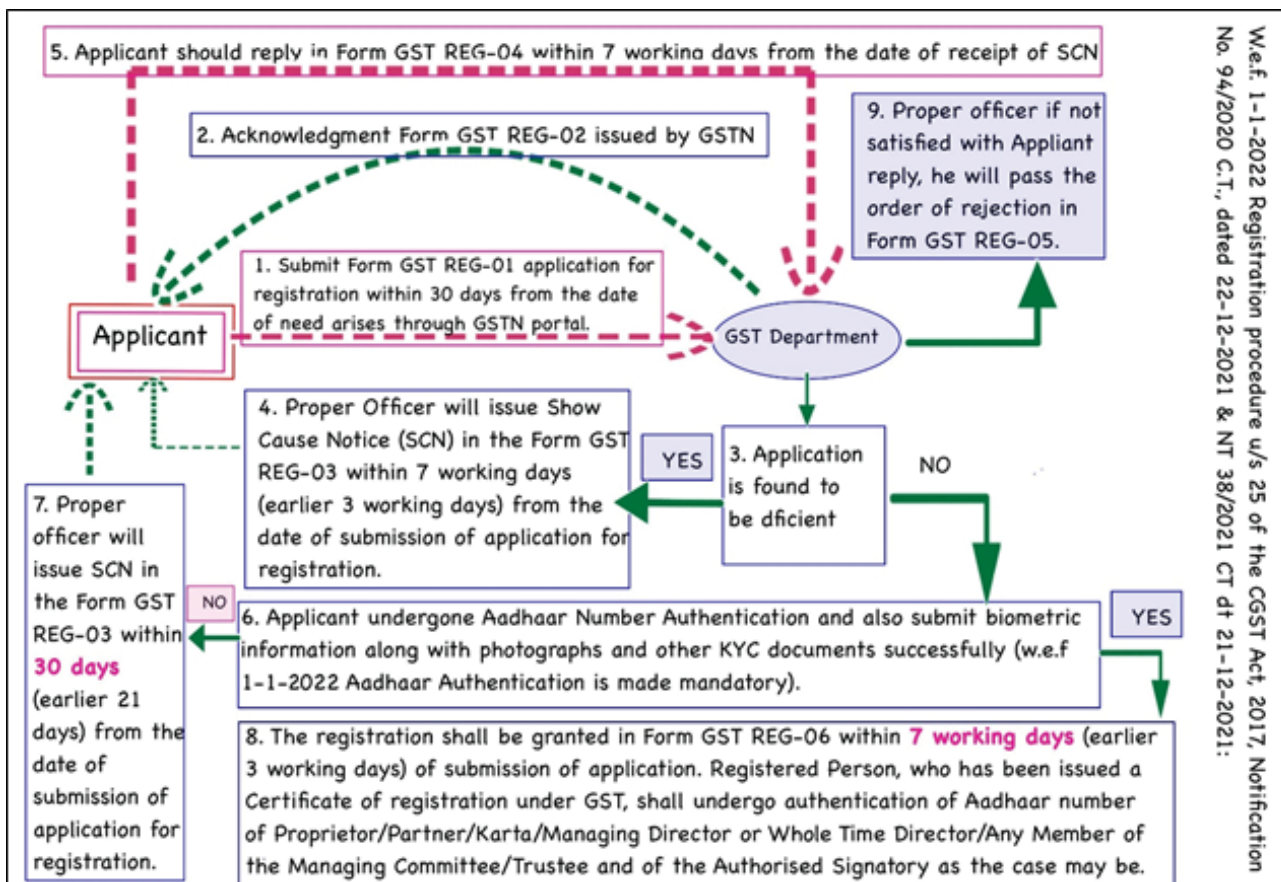 5. Applicant should reply in Form GST REG-04 within 7 working days from the date of receipt of SCN
2. Acknowledgment Form GST REG-02 issued by GSTN
9. Proper officer if not
satisfied with Appliant
reply, he will pass the
order of rejection in
Form GST REG-05.
1. Submit Form GST REG-01 application for
registration within 30 days from the date
of need arises through GSTN portal.
Applicant
GST Department
4. Proper Officer will issue Show
Cause Notice (SCN) in the Form GST
REG-03 within 7 working days
(earlier 3 working days) from the
date of submission of application for
registration.
YES
3. Application
is found to
be dficient
NO
7. Proper
officer will
issue SCN in
the Form GST
REG-03 within
30 days
(earlier 21
days) from the
date of
submission of
application for
registration.
NO
6. Applicant undergone Aadhaar Number Authentication and also submit biometric
information along with photographs and other KYC documents successfully (w.e.f
1-1-2022 Aadhaar Authentication is made mandatory).
YES
8. The registration shall be granted in Form GST REG-06 within 7 working days (earlier
3 working days) of submission of application. Registered Person, who has been issued a
Certificate of registration under GST, shall undergo authentication of Aadhaar number
of Proprietor/Partner/Karta/Managing Director or Whole Time Director/Any Member of
the Managing Committee/Trustee and of the Authorised Signatory as the case may be.
W.e.f. 1-1-2022 Registration procedure u/s 25 of the CGST Act, 2017, Notification
No. 94/2020 C.T., dated 22-12-2021 & NT 38/2021 CT dt 21-12-2021: